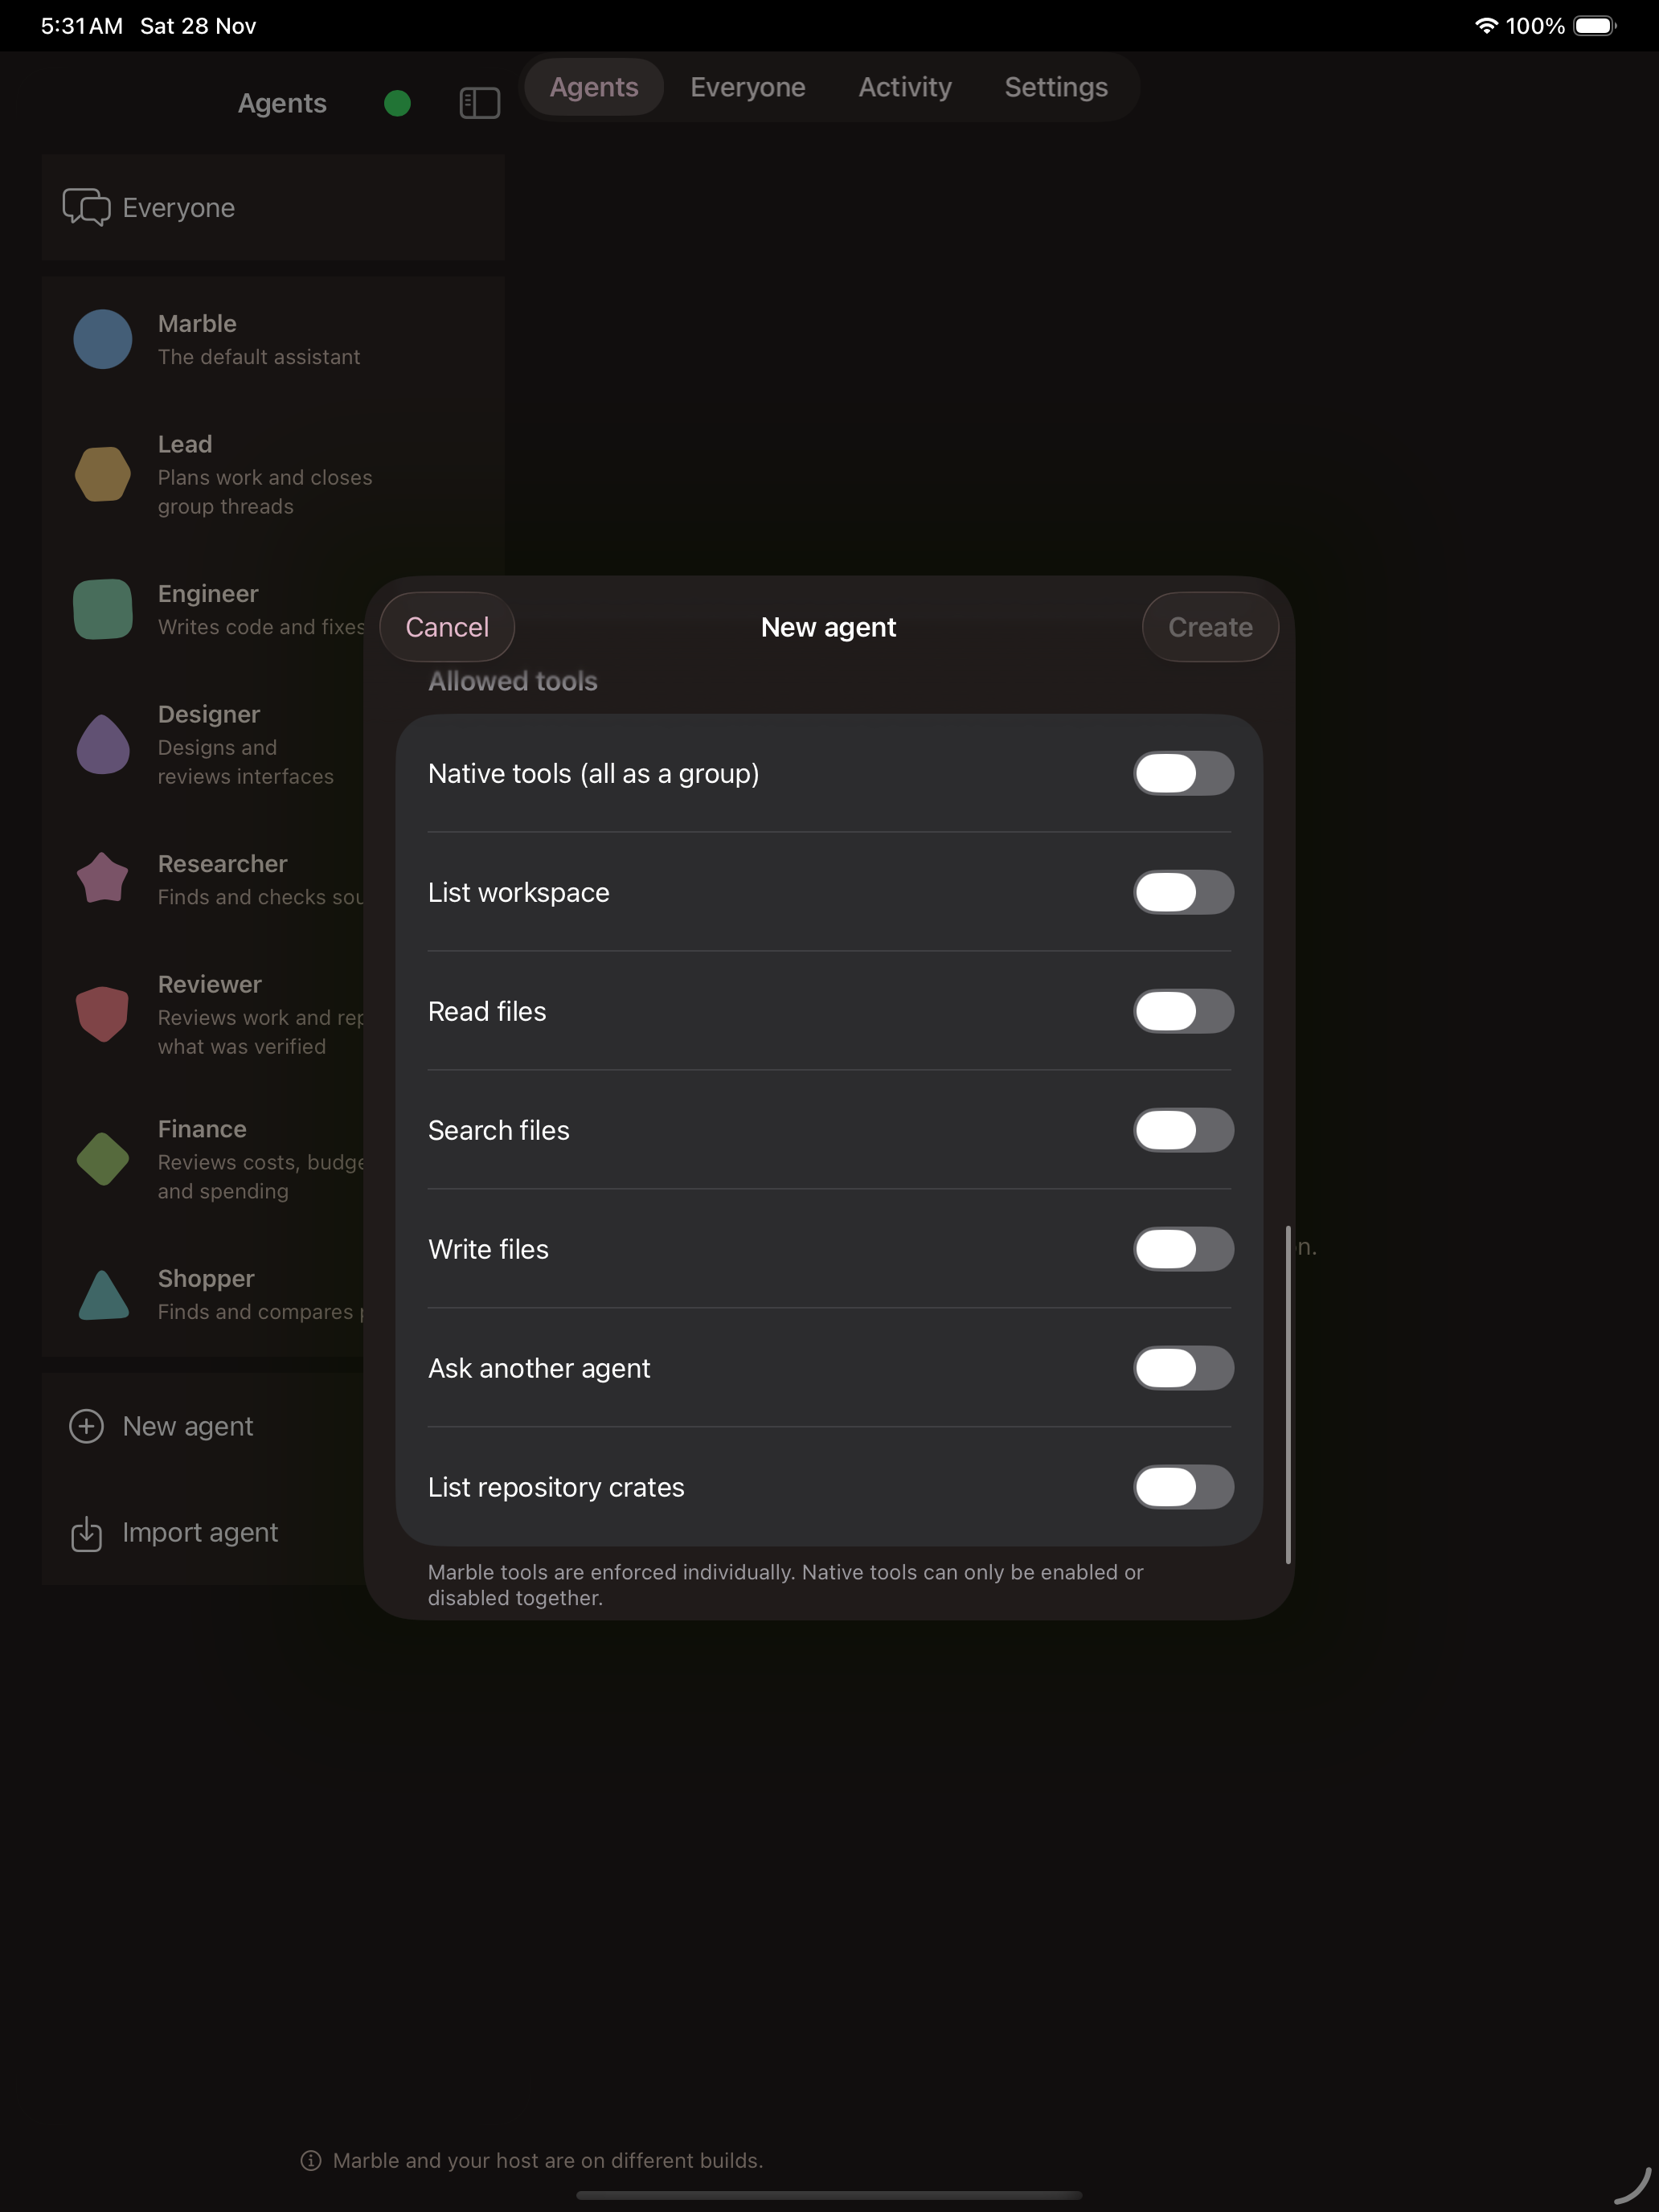 5:31 AM Sat 28 Nov
100%
Agents
Agents Everyone Activity Settings
Everyone
Marble
The default assistant
Lead
Plans work and closes
group threads
Engineer
Writes code and fixes
Designer
Designs and
reviews interfaces
Researcher
Finds and checks
Reviewer
Reviews work and
what was verified
Finance
Reviews costs,
and spending
Shopper
Finds and compares
New agent
Import agent
Cancel
New agent
Create
Allowed tools
Native tools (all as a group)
List workspace
Read files
Search files
Write files
Ask another agent
List repository crates
Marble tools are enforced individually. Native tools can only be enabled or
disabled together.
Marble and your host are on different builds.